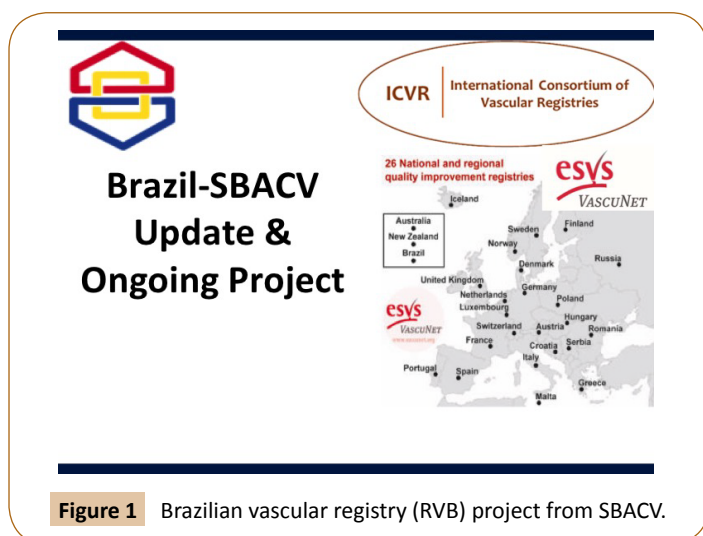 ICVR
International Consortium of
Vascular Registries
Brazil-SBACV
Update &
Ongoing Project
26 National and regional
quality improvement registries
esvs
VASCUNET
Iceland
Australia
New Zealand
Brazil
Sweden
Finland
Norway
Russia
Denmark
United Kingdom
Germany
Netherlands
Poland
Luxembourg
esvs
VASCUNET
www.vascunet.org
Hungary
Switzerland
Austria
Romania
France
Croatia
Serbia
Italy
Portugal
Spain
Greece
Malta
Figure 1 Brazilian vascular registry (RVB) project from SBACV.